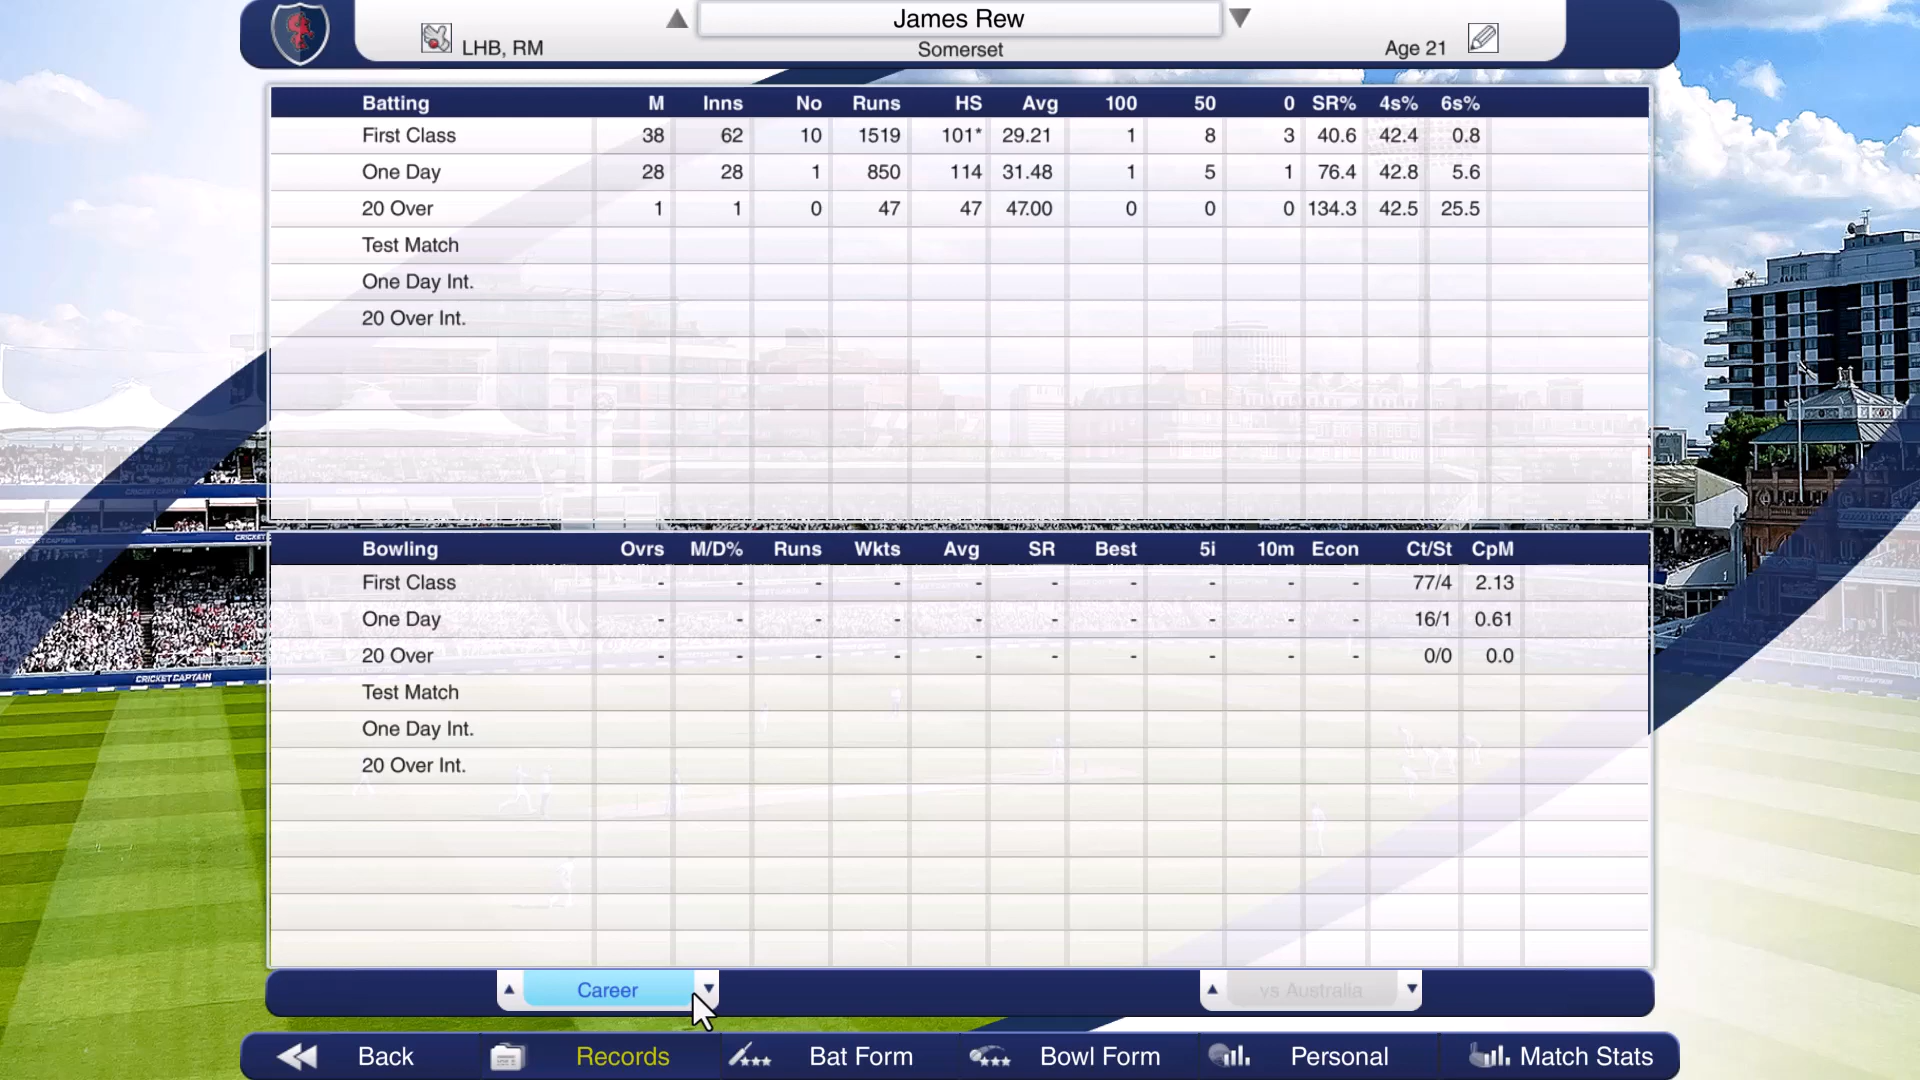 James Rew
LHB, RM
Somerset
Age 21
Batting M Inns No Runs HS Avg 100 50 0 SR% 4s% 6s%
First Class 38 62 10 1519 101* 29.21 1 8 3 40.6 42.4 0.8
One Day 28 28 1 850 114 31.48 1 5 1 76.4 42.8 5.6
20 Over 1 1 0 47 47 47.00 0 0 0 134.3 42.5 25.5
Test Match
One Day Int.
20 Over Int.
Bowling Ovrs M/D% Runs Wkts Avg SR Best 5i 10m Econ Ct/St CpM
First Class - - - - - - - - - - 77/4 2.13
One Day - - - - - - - - - - 16/1 0.61
20 Over - - - - - - - - - - 0/0 0.0
Test Match
One Day Int.
20 Over Int.
CRICKET CAPTAIN
Career
vs Australia
Back Records Bat Form Bowl Form Personal Match Stats